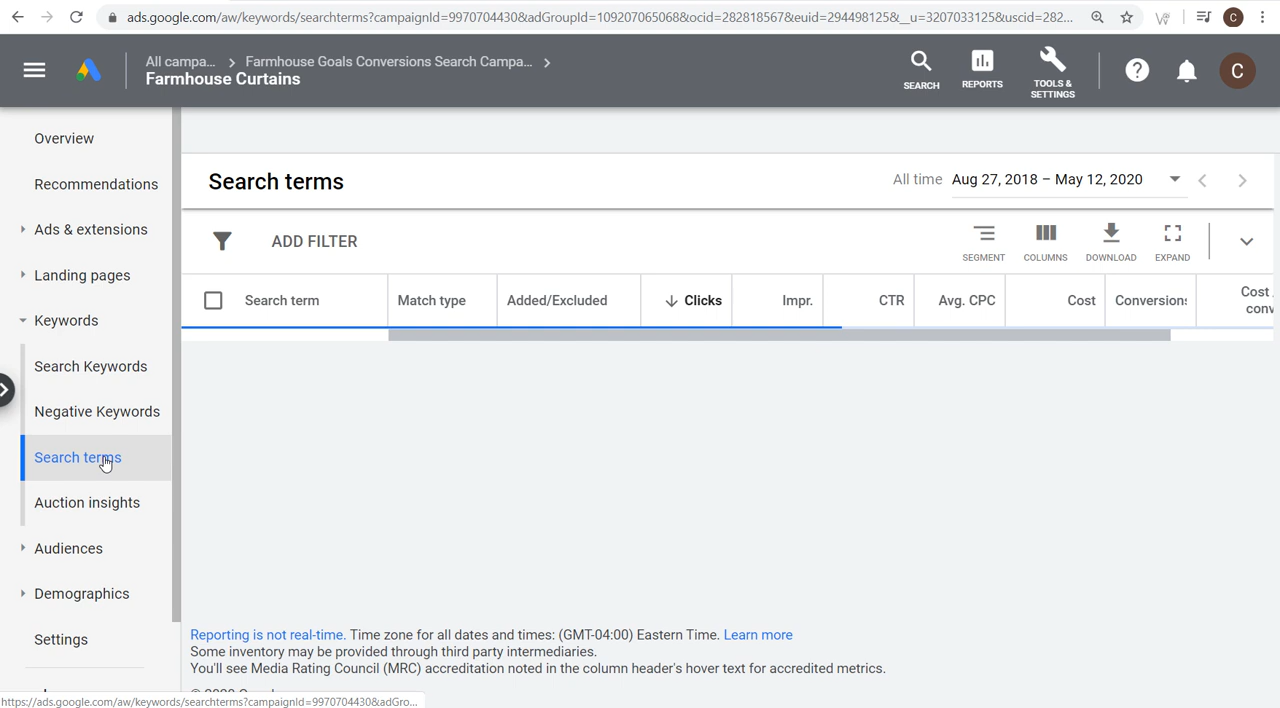 ads.google.com/aw/keywords/searchterms?campaignId=9970704430&adGroupId=109207065068&ocid=282818567&euid=294498125&__u=3207033125&uscid=282...
C
All campa... Farmhouse Goals Conversions Search Campa...
Farmhouse Curtains
SEARCH
REPORTS
TOOLS &
SETTINGS
C
Overview
Recommendations
Ads & extensions
Landing pages
Keywords
Search Keywords
Negative Keywords
Search terms
Auction insights
Audiences
Demographics
Settings
Search terms
All time Aug 27, 2018 – May 12, 2020
ADD FILTER
SEGMENT
COLUMNS
DOWNLOAD
EXPAND
Search term
Match type
Added/Excluded
Clicks
Impr.
CTR
Avg. CPC
Cost
Conversions
Cost /
conv
Reporting is not real-time. Time zone for all dates and times: (GMT-04:00) Eastern Time. Learn more
Some inventory may be provided through third party intermediaries.
You'll see Media Rating Council (MRC) accreditation noted in the column header's hover text for accredited metrics.
https://ads.google.com/aw/keywords/searchterms?campaignId=9970704430&adGro...